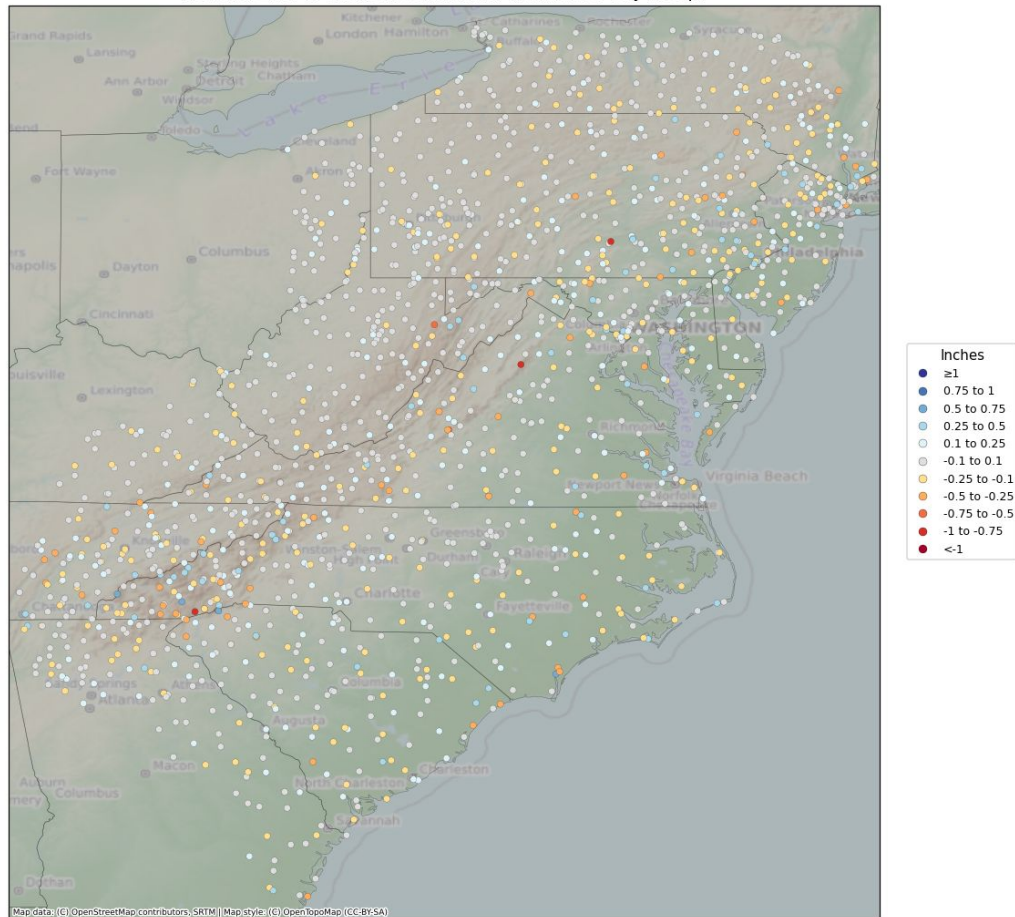 Kitchener
St. Catharines
Rochester
Grand Rapids
London
Hamilton
Buffalo
Syracuse
Lansing
Sterling Heights
Ann Arbor
Detroit
Chatham
Windsor
Lake Erie
Toledo
Cleveland
Fort Wayne
Akron
Pittsburgh
New
Columbus
Philadelphia
Dayton
Cincinnati
WASHINGTON
Lexington
Richmond
Virginia Beach
Newport News
Norfolk
Chesapeake
Knoxville
Greensboro
Winston-Salem
High Point
Durham
Raleigh
Cary
Charlotte
Fayetteville
Sandy Springs
Athens
Atlanta
Columbia
Augusta
Macon
Auburn
Columbus
North Charleston
Charleston
Savannah
Dothan
Inches
≥1
0.75 to 1
0.5 to 0.75
0.25 to 0.5
0.1 to 0.25
-0.1 to 0.1
-0.25 to -0.1
-0.5 to -0.25
-0.75 to -0.5
-1 to -0.75
<-1
Map data: (C) OpenStreetMap contributors, SRTM | Map style: (C) OpenTopoMap (CC-BY-SA)